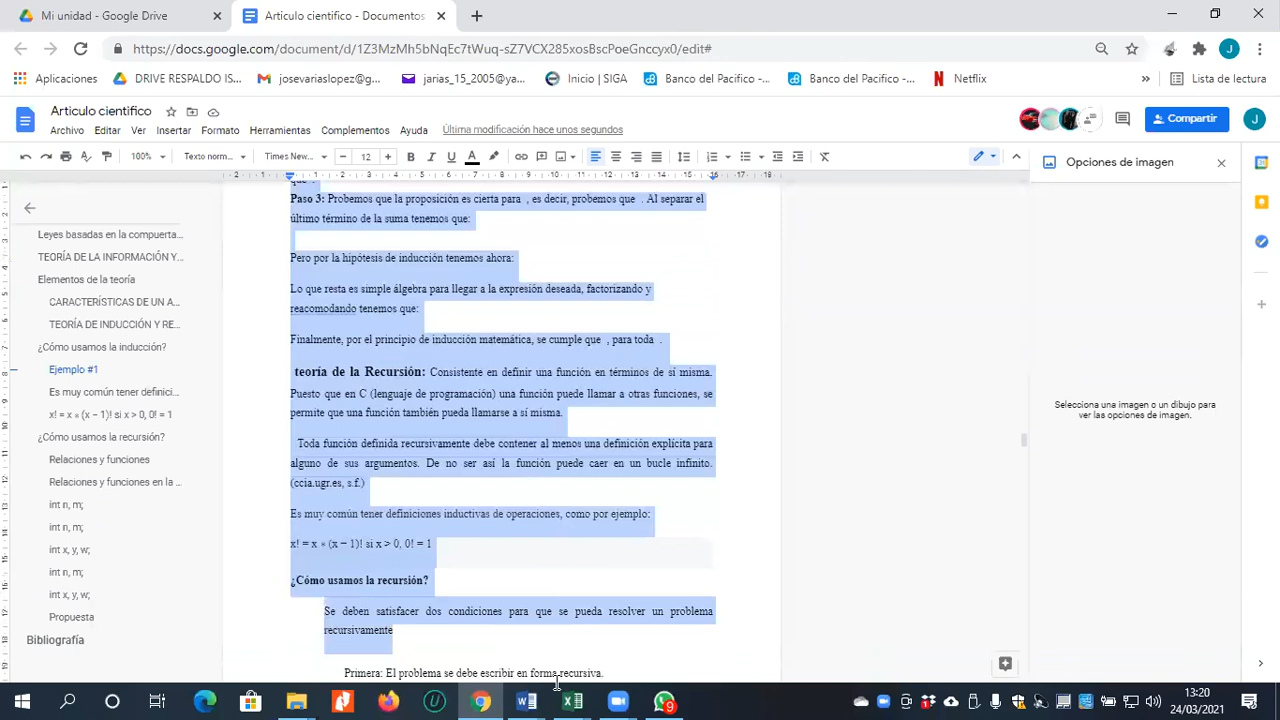 Mi unidad - Google Drive
Articulo cientifico - Documentos
https://docs.google.com/document/d/1Z3MzMh5bNqEc7tWuq-sZ7VCX285xosBscPoeGnccyx0/edit#
Aplicaciones
DRIVE RESPALDO IS...
josevariaslopez@g...
jarias_15_2005@ya...
Inicio | SIGA
Banco del Pacifico -...
Banco del Pacifico -...
Netflix
»
Lista de lectura
Articulo cientifico
Archivo Editar Ver Insertar Formato Herramientas Complementos Ayuda Última modificación hace unos segundos
Compartir
J
100% Texto norm... Times New... 12
Opciones de imagen
Leyes basadas en la compuerta...
TEORÍA DE LA INFORMACIÓN Y...
Elementos de la teoría
CARACTERÍSTICAS DE UN A...
TEORÍA DE INDUCCIÓN Y RE...
¿Cómo usamos la inducción?
Ejemplo #1
Es muy común tener definici...
x! = x ∗ (x − 1)! si x > 0, 0! = 1
¿Cómo usamos la recursión?
Relaciones y funciones
Relaciones y funciones en la ...
int n, m;
int n, m;
int x, y, w;
int n, m;
int x, y, w;
Propuesta
Bibliografía
que .
Paso 3: Probemos que la proposición es cierta para , es decir, probemos que . Al separar el
último término de la suma tenemos que:
Pero por la hipótesis de inducción tenemos ahora:
Lo que resta es simple álgebra para llegar a la expresión deseada, factorizando y
reacomodando tenemos que:
Finalmente, por el principio de inducción matemática, se cumple que , para toda .
teoría de la Recursión: Consistente en definir una función en términos de sí misma.
Puesto que en C (lenguaje de programación) una función puede llamar a otras funciones, se
permite que una función también pueda llamarse a sí misma.
Toda función definida recursivamente debe contener al menos una definición explícita para
alguno de sus argumentos. De no ser así la función puede caer en un bucle infinito.
(ccia.ugr.es, s.f.)
Es muy común tener definiciones inductivas de operaciones, como por ejemplo:
x! = x ∗ (x − 1)! si x > 0, 0! = 1
¿Cómo usamos la recursión?
Se deben satisfacer dos condiciones para que se pueda resolver un problema
recursivamente
Primera: El problema se debe escribir en forma recursiva.
Selecciona una imagen o un dibujo para
ver las opciones de imagen.
9
13:20
24/03/2021